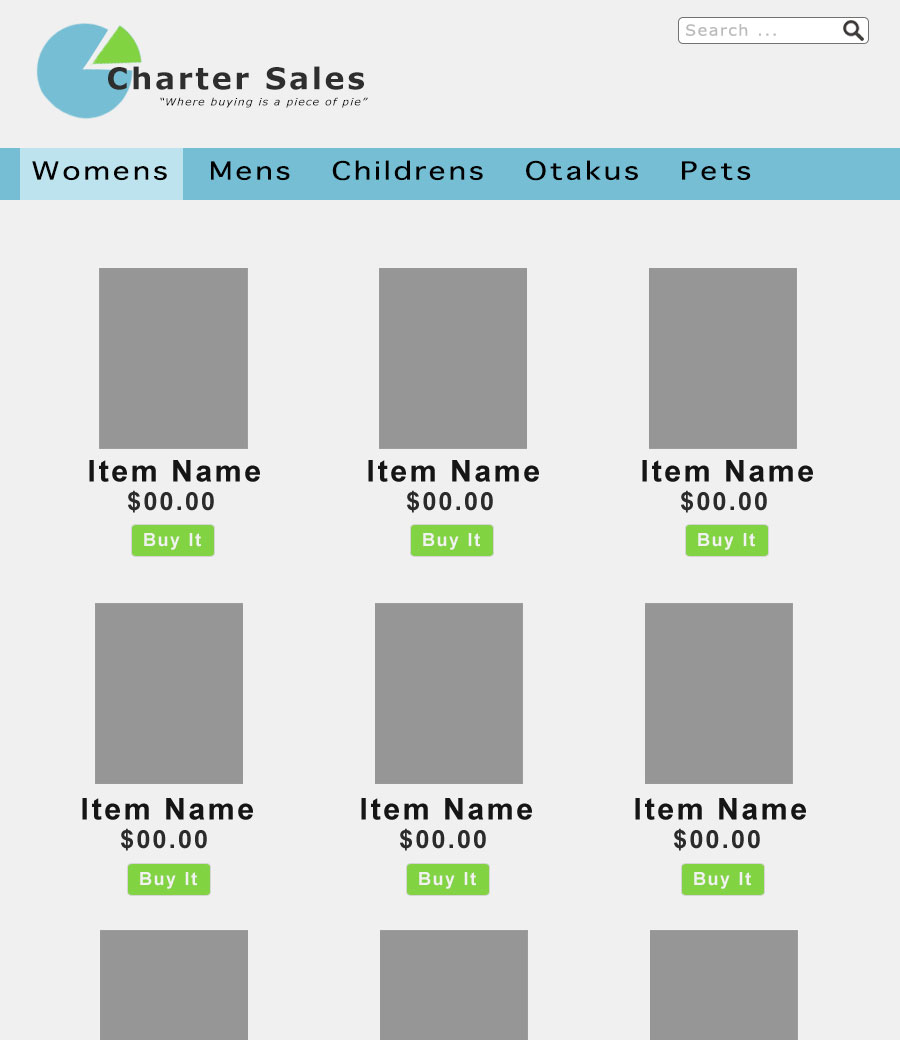 Search ...
Charter Sales
“Where buying is a piece of pie”
Womens Mens Childrens Otakus Pets
Item Name Item Name Item Name
$00.00 $00.00 $00.00
Buy It Buy It Buy It
Item Name Item Name Item Name
$00.00 $00.00 $00.00
Buy It Buy It Buy It